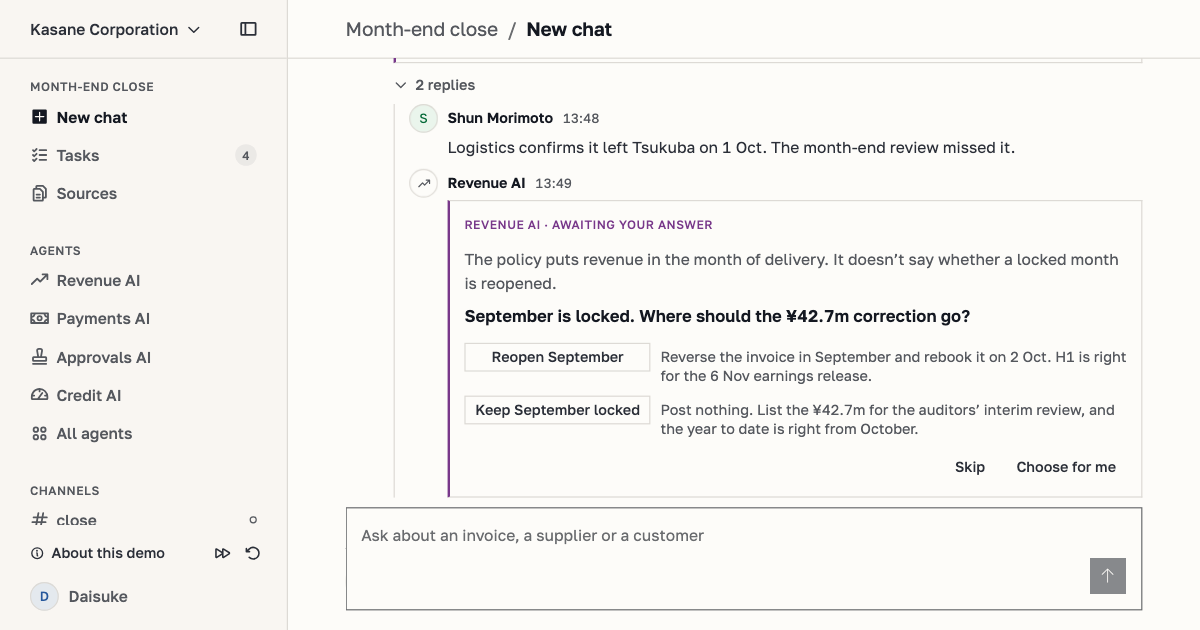 Kasane Corporation
Month-end close / New chat
MONTH-END CLOSE
New chat
Tasks 4
Sources
AGENTS
Revenue AI
Payments AI
Approvals AI
Credit AI
All agents
CHANNELS
close
About this demo
D Daisuke
2 replies
S Shun Morimoto 13:48
Logistics confirms it left Tsukuba on 1 Oct. The month-end review missed it.
Revenue AI 13:49
REVENUE AI · AWAITING YOUR ANSWER
The policy puts revenue in the month of delivery. It doesn’t say whether a locked month
is reopened.
September is locked. Where should the ¥42.7m correction go?
Reopen September
Reverse the invoice in September and rebook it on 2 Oct. H1 is right
for the 6 Nov earnings release.
Keep September locked
Post nothing. List the ¥42.7m for the auditors’ interim review, and
the year to date is right from October.
Skip Choose for me
Ask about an invoice, a supplier or a customer